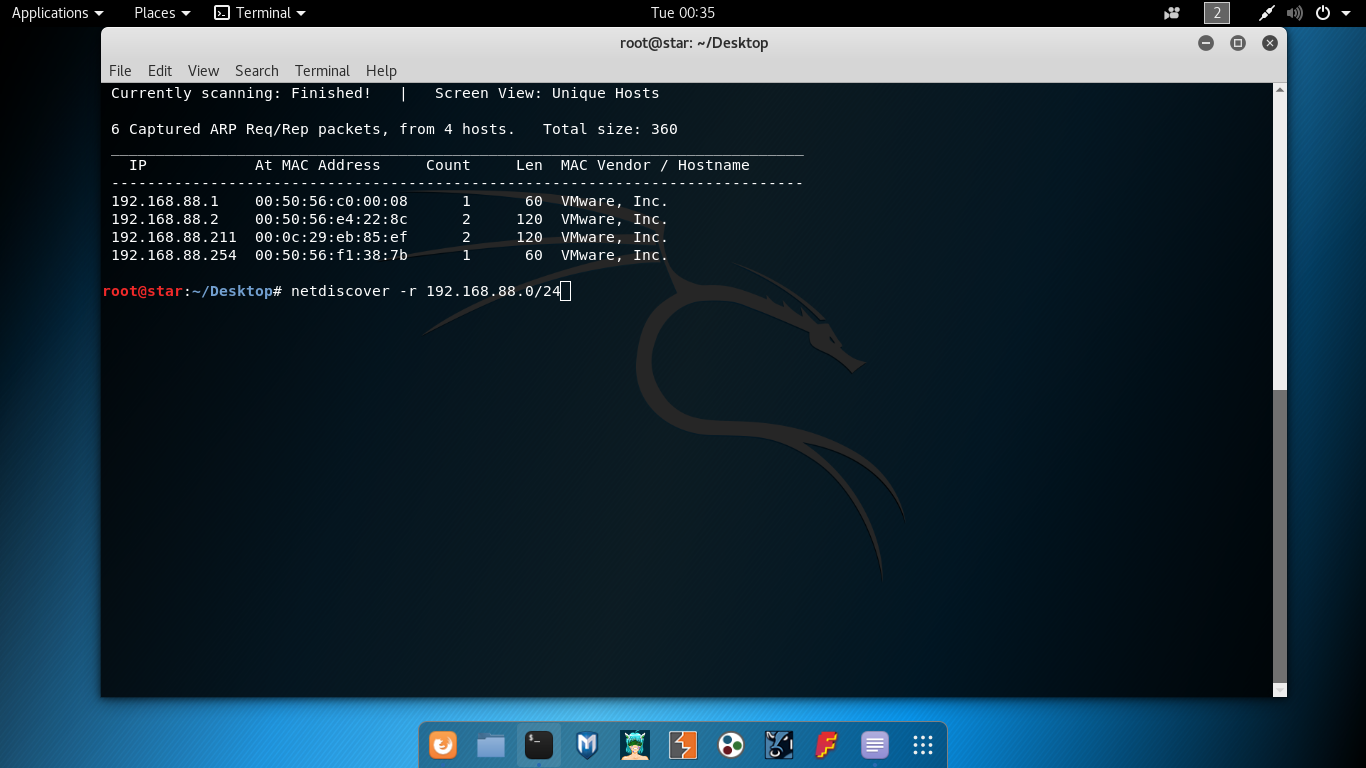 Applications Places Terminal Tue 00:35 2
root@star: ~/Desktop
File Edit View Search Terminal Help
Currently scanning: Finished!   |   Screen View: Unique Hosts
6 Captured ARP Req/Rep packets, from 4 hosts.   Total size: 360
_____________________________________________________________________________
IP            At MAC Address     Count     Len  MAC Vendor / Hostname
-----------------------------------------------------------------------------
192.168.88.1    00:50:56:c0:00:08      1      60  VMware, Inc.
192.168.88.2    00:50:56:e4:22:8c      2     120  VMware, Inc.
192.168.88.211  00:0c:29:eb:85:ef      2     120  VMware, Inc.
192.168.88.254  00:50:56:f1:38:7b      1      60  VMware, Inc.
root@star:~/Desktop# netdiscover -r 192.168.88.0/24
$_